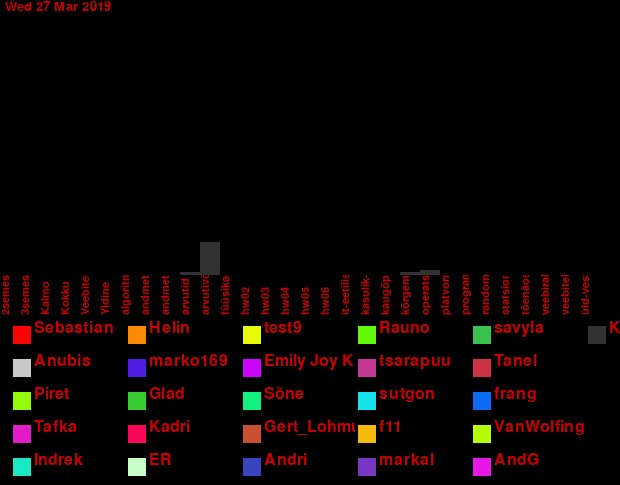 Wed 27 Mar 2019
2semes
3semes
Kalmo
Kokku
Veebite
Yldine
algoritn
andmet
andmet
arvutid
arvutivõ
füüsika
hw02
hw03
hw04
hw05
hw06
it-eetilis
kasulik-
kaugõp
kõrgem
operats
platvorr
progran
random
statsior
tõenäos
veebiral
veebitel
üld-ves
Sebastian Helin test9 Rauno savyla K
Anubis marko169 Emily Joy K tsarapuu Tanel
Piret Glad Sõne sutgon frang
Tafka Kadri Gert_Lohmu f11 VanWolfing
Indrek ER Andri markal AndG